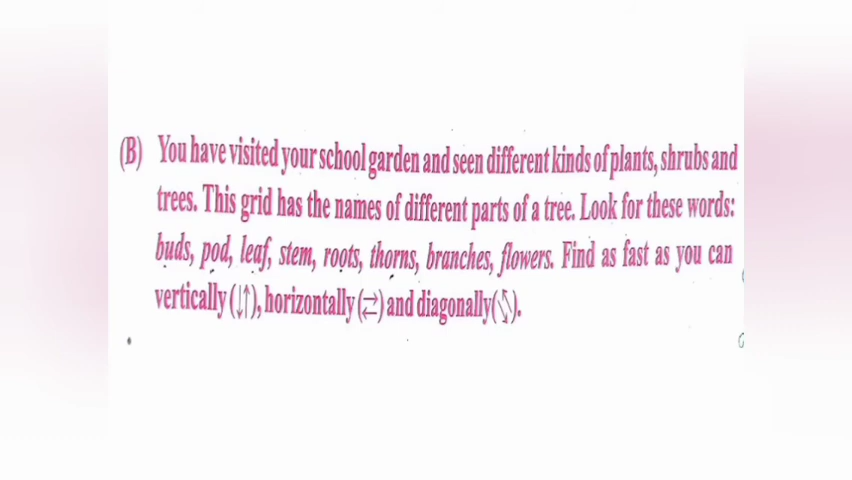 (B) You have visited your school garden and seen different kinds of plants, shrubs and
trees. This grid has the names of different parts of a tree. Look for these words:
buds, pod, leaf, stem, roots, thorns, branches, flowers. Find as fast as you can
vertically (↓↑), horizontally (⇄) and diagonally(⤡).